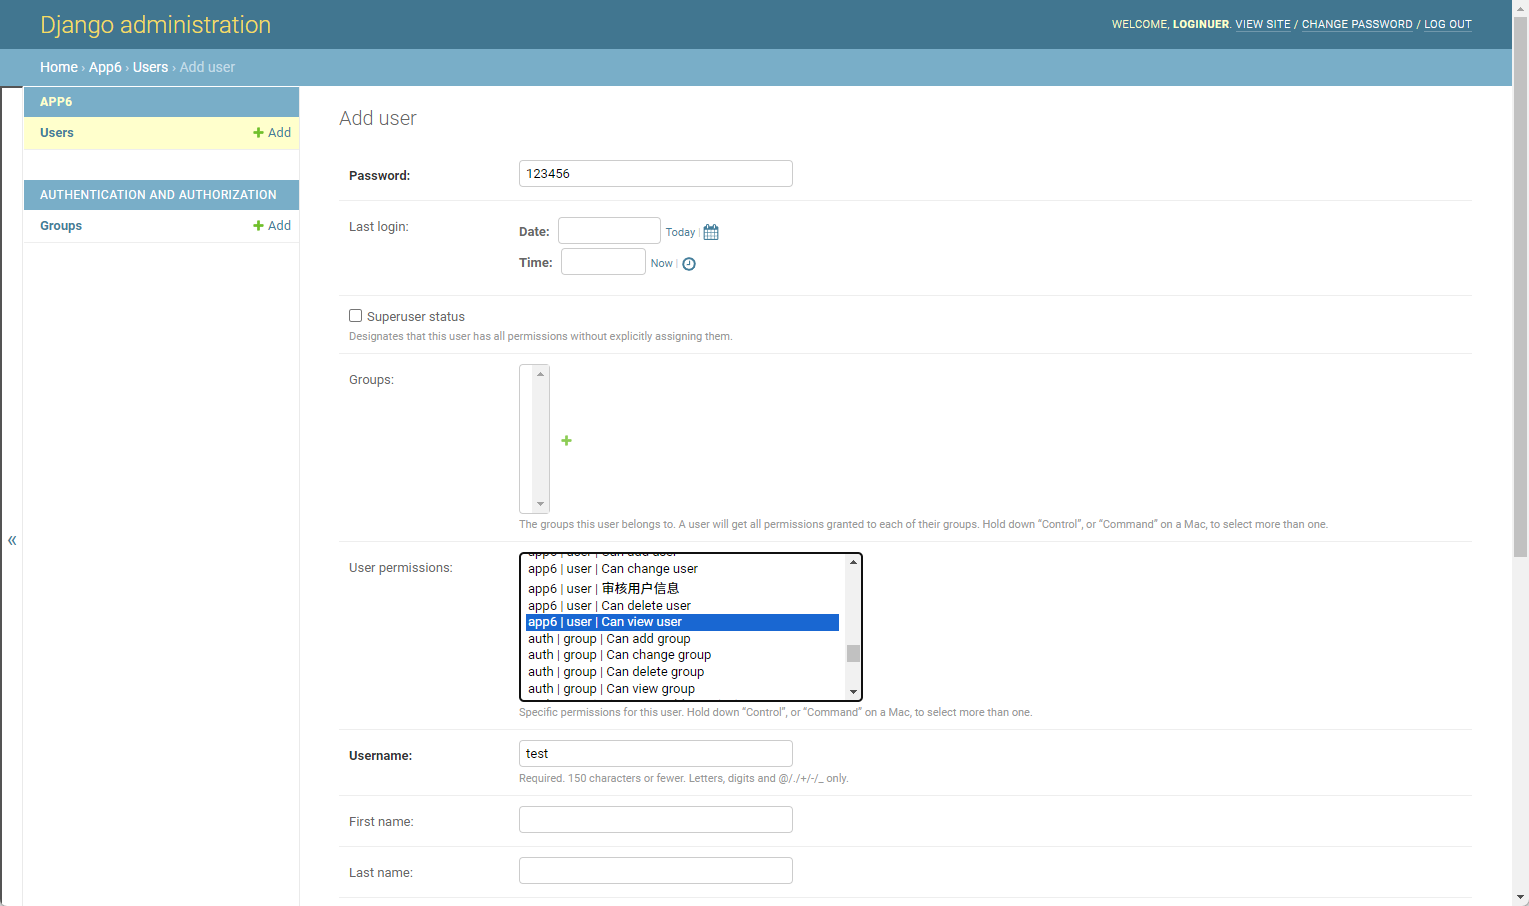 Django administration
WELCOME, LOGINUER. VIEW SITE / CHANGE PASSWORD / LOG OUT
Home › App6 › Users › Add user
APP6
Users
Add
AUTHENTICATION AND AUTHORIZATION
Groups
Add
«
Add user
Password:
123456
Last login:
Date:
Today |
Time:
Now |
Superuser status
Designates that this user has all permissions without explicitly assigning them.
Groups:
The groups this user belongs to. A user will get all permissions granted to each of their groups. Hold down “Control”, or “Command” on a Mac, to select more than one.
User permissions:
app6 | user | Can add user
app6 | user | Can change user
app6 | user | 审核用户信息
app6 | user | Can delete user
app6 | user | Can view user
auth | group | Can add group
auth | group | Can change group
auth | group | Can delete group
auth | group | Can view group
Specific permissions for this user. Hold down “Control”, or “Command” on a Mac, to select more than one.
Username:
test
Required. 150 characters or fewer. Letters, digits and @/./+/-/_ only.
First name:
Last name: